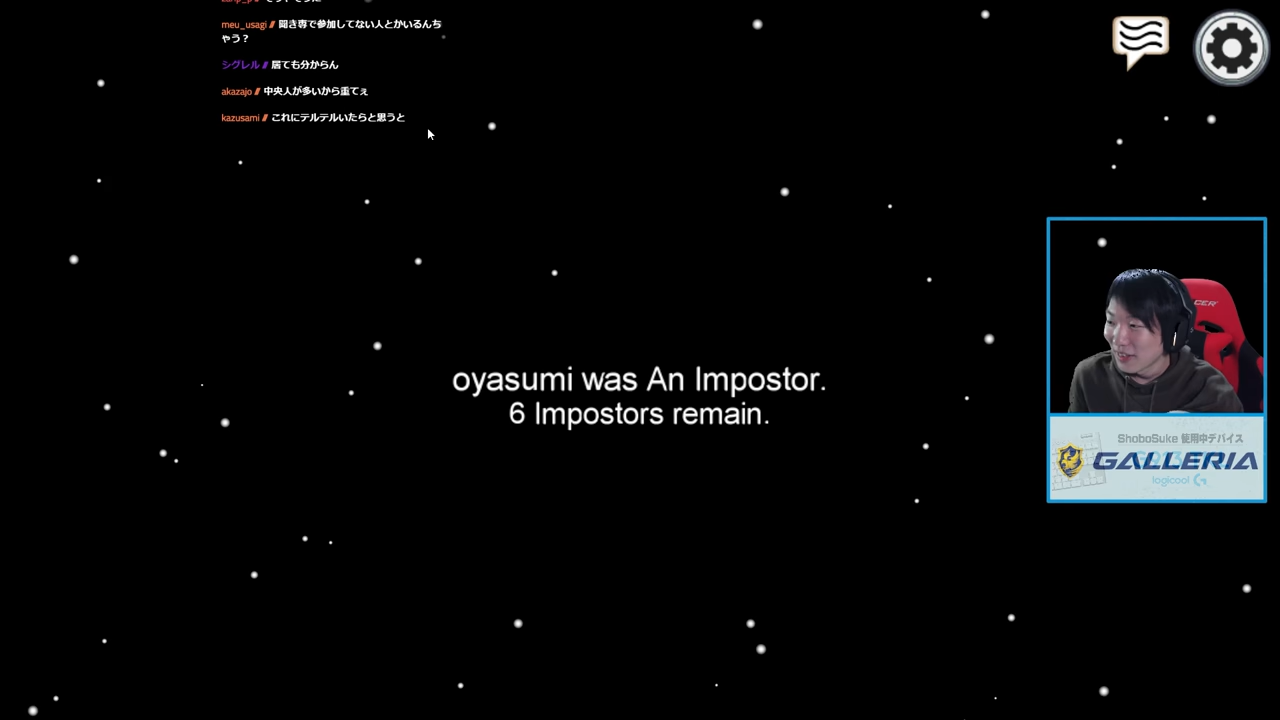 meu_usagi // 聞き専で参加してない人とかいるんち
ゃう？
シグレル // 居ても分からん
akazajo // 中央人が多いから重てぇ
kazusami // これにテルテルいたらと思うと
oyasumi was An Impostor.
6 Impostors remain.
ShoboSuke 使用中デバイス
GALLERIA
logicool G